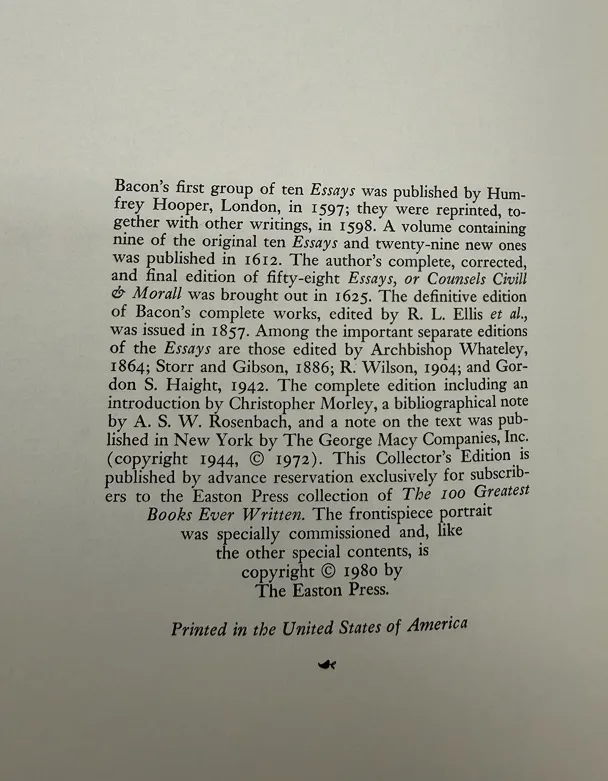 Bacon's first group of ten Essays was published by Hum-
frey Hooper, London, in 1597; they were reprinted, to-
gether with other writings, in 1598. A volume containing
nine of the original ten Essays and twenty-nine new ones
was published in 1612. The author's complete, corrected,
and final edition of fifty-eight Essays, or Counsels Civill
& Morall was brought out in 1625. The definitive edition
of Bacon's complete works, edited by R. L. Ellis et al.,
was issued in 1857. Among the important separate editions
of the Essays are those edited by Archbishop Whateley,
1864; Storr and Gibson, 1886; R. Wilson, 1904; and Gor-
don S. Haight, 1942. The complete edition including an
introduction by Christopher Morley, a bibliographical note
by A. S. W. Rosenbach, and a note on the text was pub-
lished in New York by The George Macy Companies, Inc.
(copyright 1944, © 1972). This Collector's Edition is
published by advance reservation exclusively for subscrib-
ers to the Easton Press collection of The 100 Greatest
Books Ever Written. The frontispiece portrait
was specially commissioned and, like
the other special contents, is
copyright © 1980 by
The Easton Press.
Printed in the United States of America